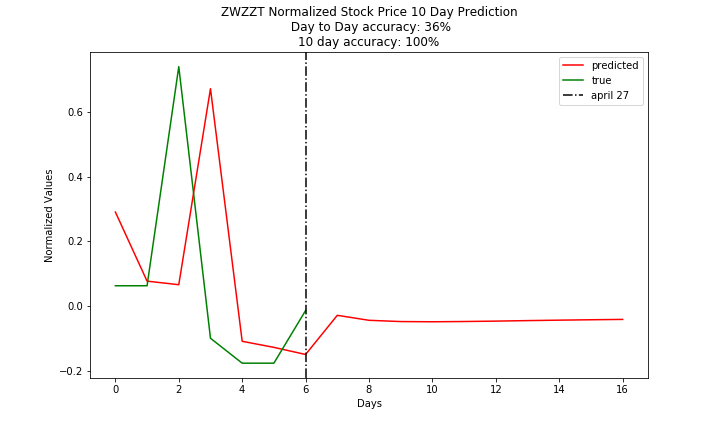 ZWZZT Normalized Stock Price 10 Day Prediction
Day to Day accuracy: 36%
10 day accuracy: 100%
predicted
true
april 27
Normalized Values
0.6
0.4
0.2
0.0
−0.2
0 2 4 6 8 10 12 14 16
Days